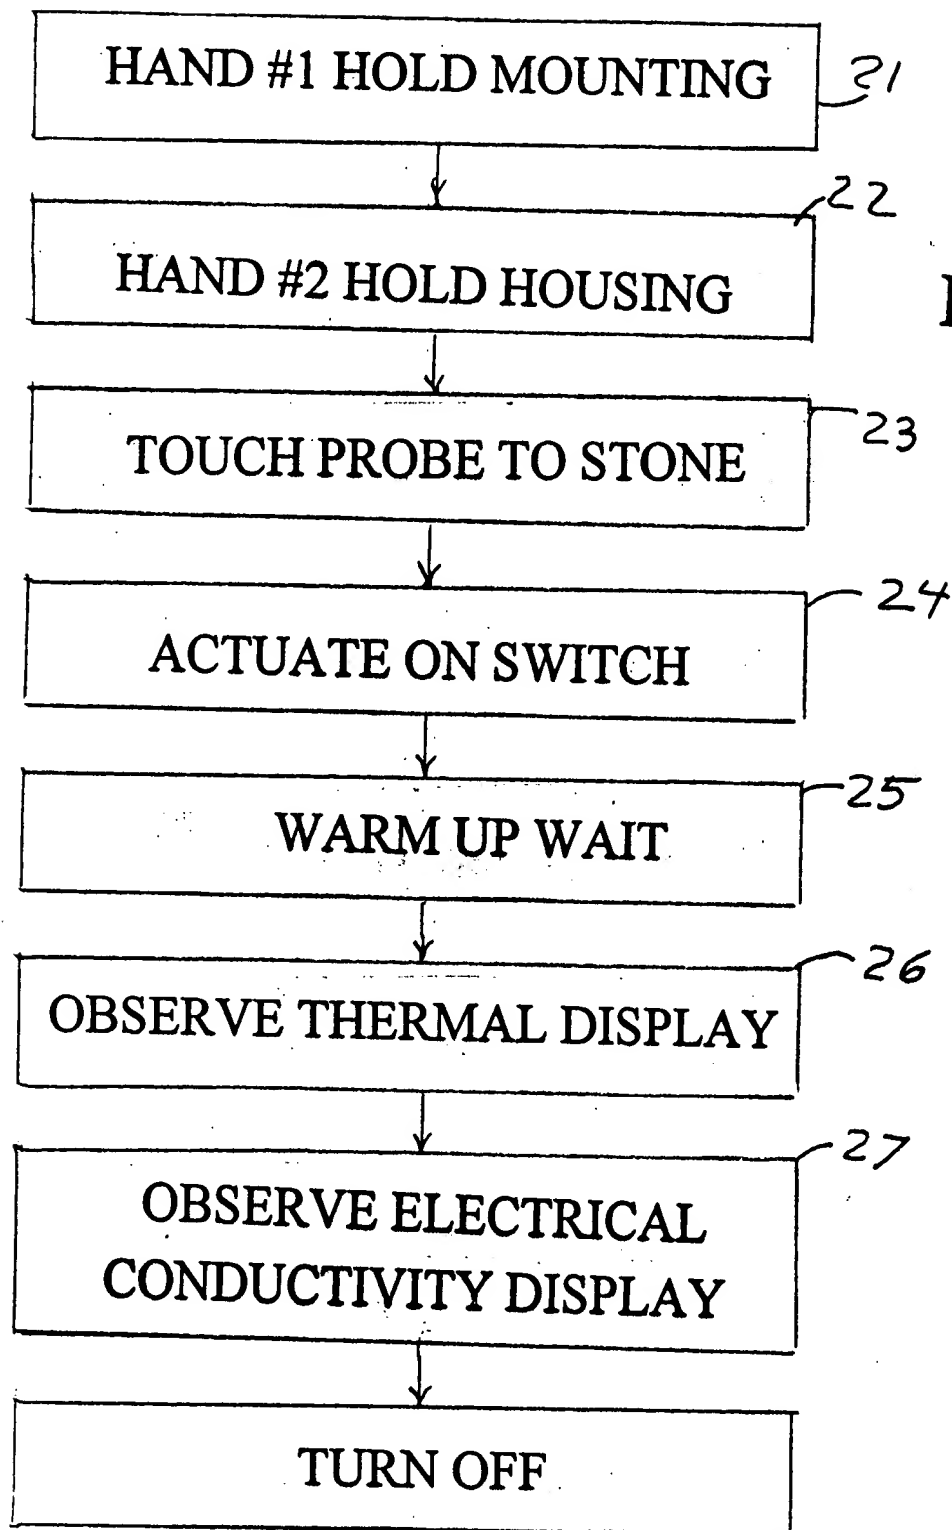 HAND #1 HOLD MOUNTING
21
22
HAND #2 HOLD HOUSING
23
TOUCH PROBE TO STONE
24
ACTUATE ON SWITCH
25
WARM UP WAIT
26
OBSERVE THERMAL DISPLAY
27
OBSERVE ELECTRICAL
CONDUCTIVITY DISPLAY
TURN OFF